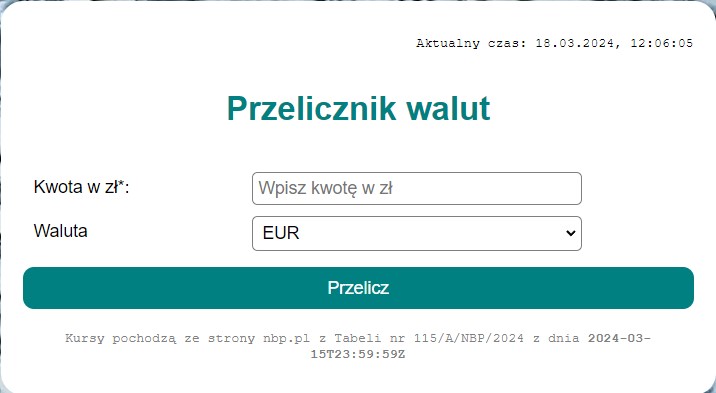 Aktualny czas: 18.03.2024, 12:06:05
Przelicznik walut
Kwota w zł*:
Wpisz kwotę w zł
Waluta
EUR
Przelicz
Kursy pochodzą ze strony nbp.pl z Tabeli nr 115/A/NBP/2024 z dnia 2024-03-
15T23:59:59Z